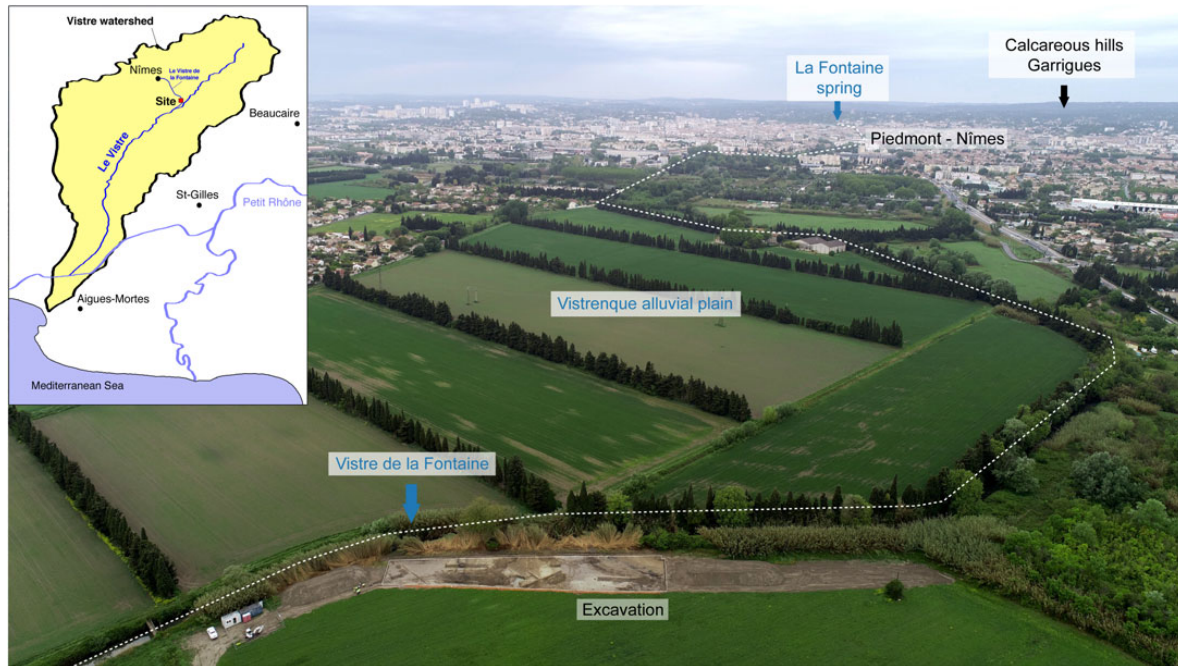 Vistre watershed
Nîmes
Le Vistre
de la
Fontaine
Site
Beaucaire
Le Vistre
St-Gilles
Petit Rhône
Aigues-Mortes
Mediterranean Sea
La Fontaine
spring
Calcareous hills
Garrigues
Piedmont - Nîmes
Vistrenque alluvial plain
Vistre de la Fontaine
Excavation